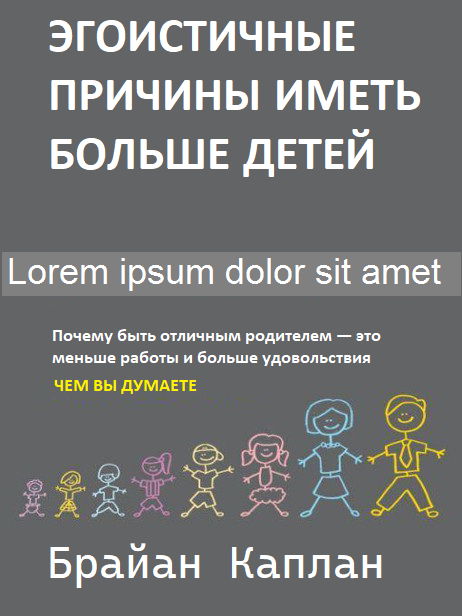 ЭГОИСТИЧНЫЕ
ПРИЧИНЫ ИМЕТЬ
БОЛЬШЕ ДЕТЕЙ
Lorem ipsum dolor sit amet
Почему быть отличным родителем — это
меньше работы и больше удовольствия
ЧЕМ ВЫ ДУМАЕТЕ
Брайан Каплан